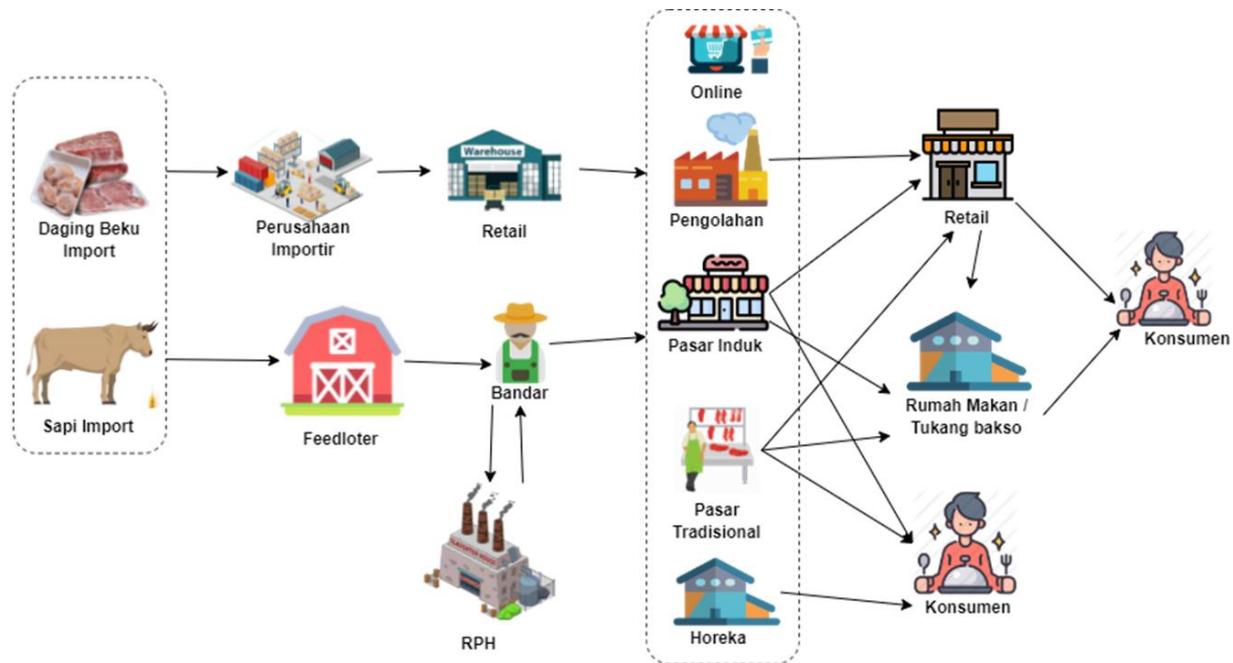 Online
Daging Beku
Import
Perusahaan
Importir
Warehouse
Retail
Pengolahan
Retail
Sapi Import
Feedloter
Bandar
Pasar Induk
Rumah Makan /
Tukang bakso
Konsumen
RPH
Pasar
Tradisional
Horeka
Konsumen